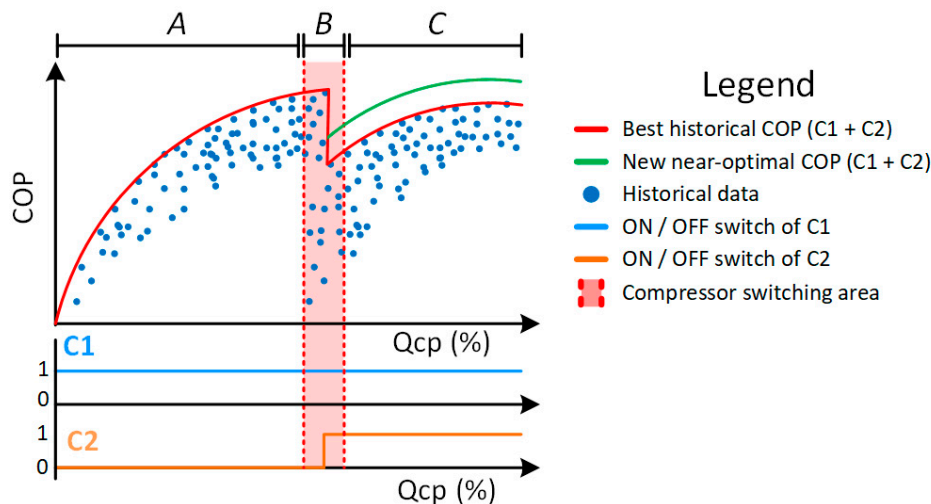 A B C
COP
Qcp (%)
C1
1
0
C2
1
0
Qcp (%)
Legend
Best historical COP (C1 + C2)
New near-optimal COP (C1 + C2)
Historical data
ON / OFF switch of C1
ON / OFF switch of C2
Compressor switching area